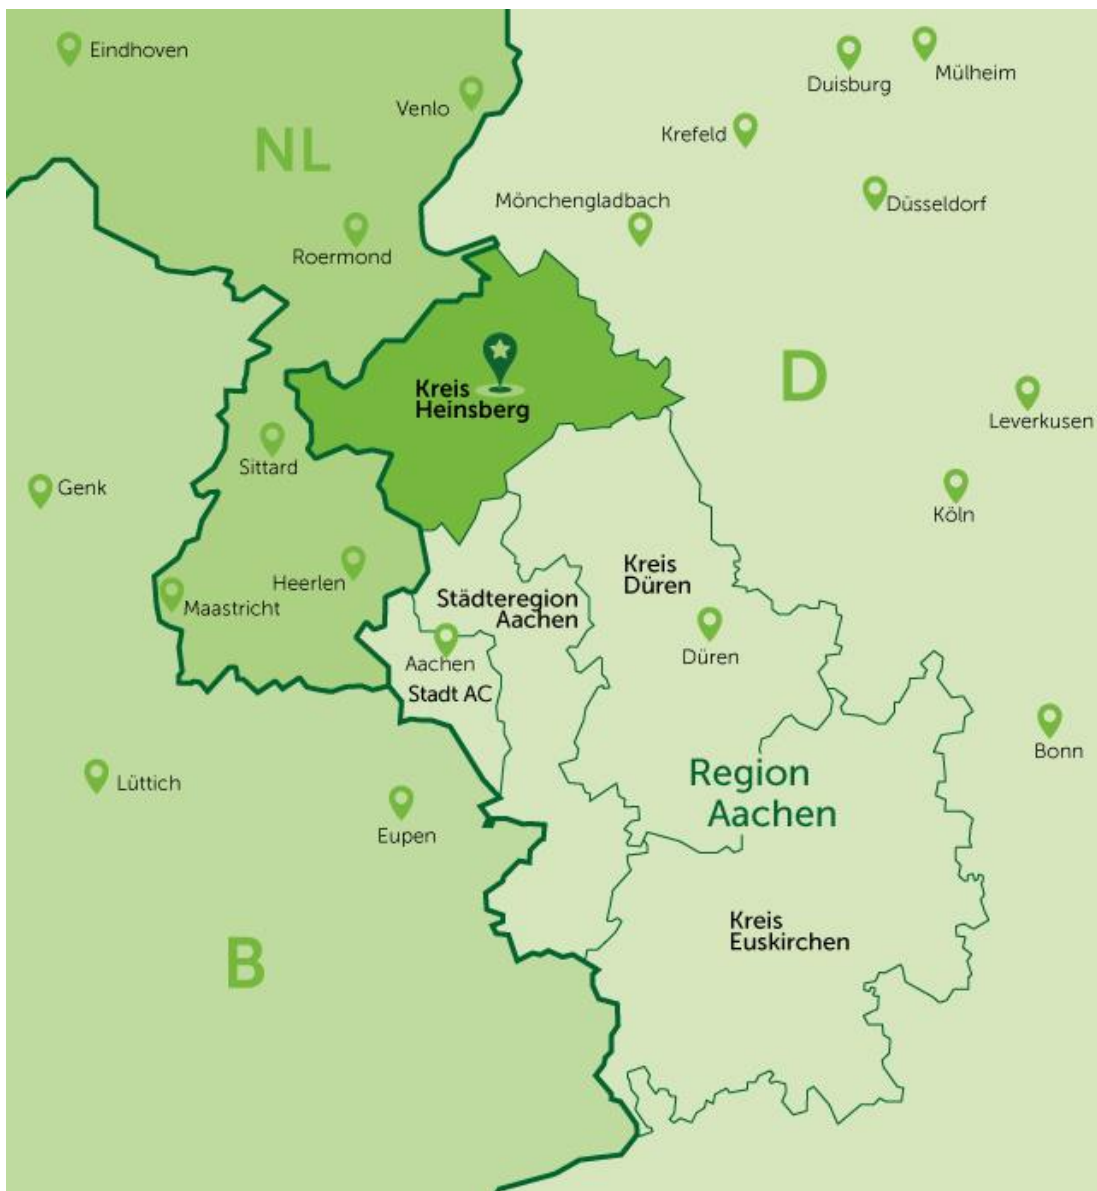 Eindhoven
Duisburg
Mülheim
Venlo
Krefeld
NL
Mönchengladbach
Düsseldorf
Roermond
D
Kreis
Heinsberg
Leverkusen
Sittard
Genk
Köln
Kreis
Düren
Heerlen
Maastricht
Städteregion
Aachen
Düren
Aachen
Stadt AC
Bonn
Region
Aachen
Lüttich
Eupen
Kreis
Euskirchen
B